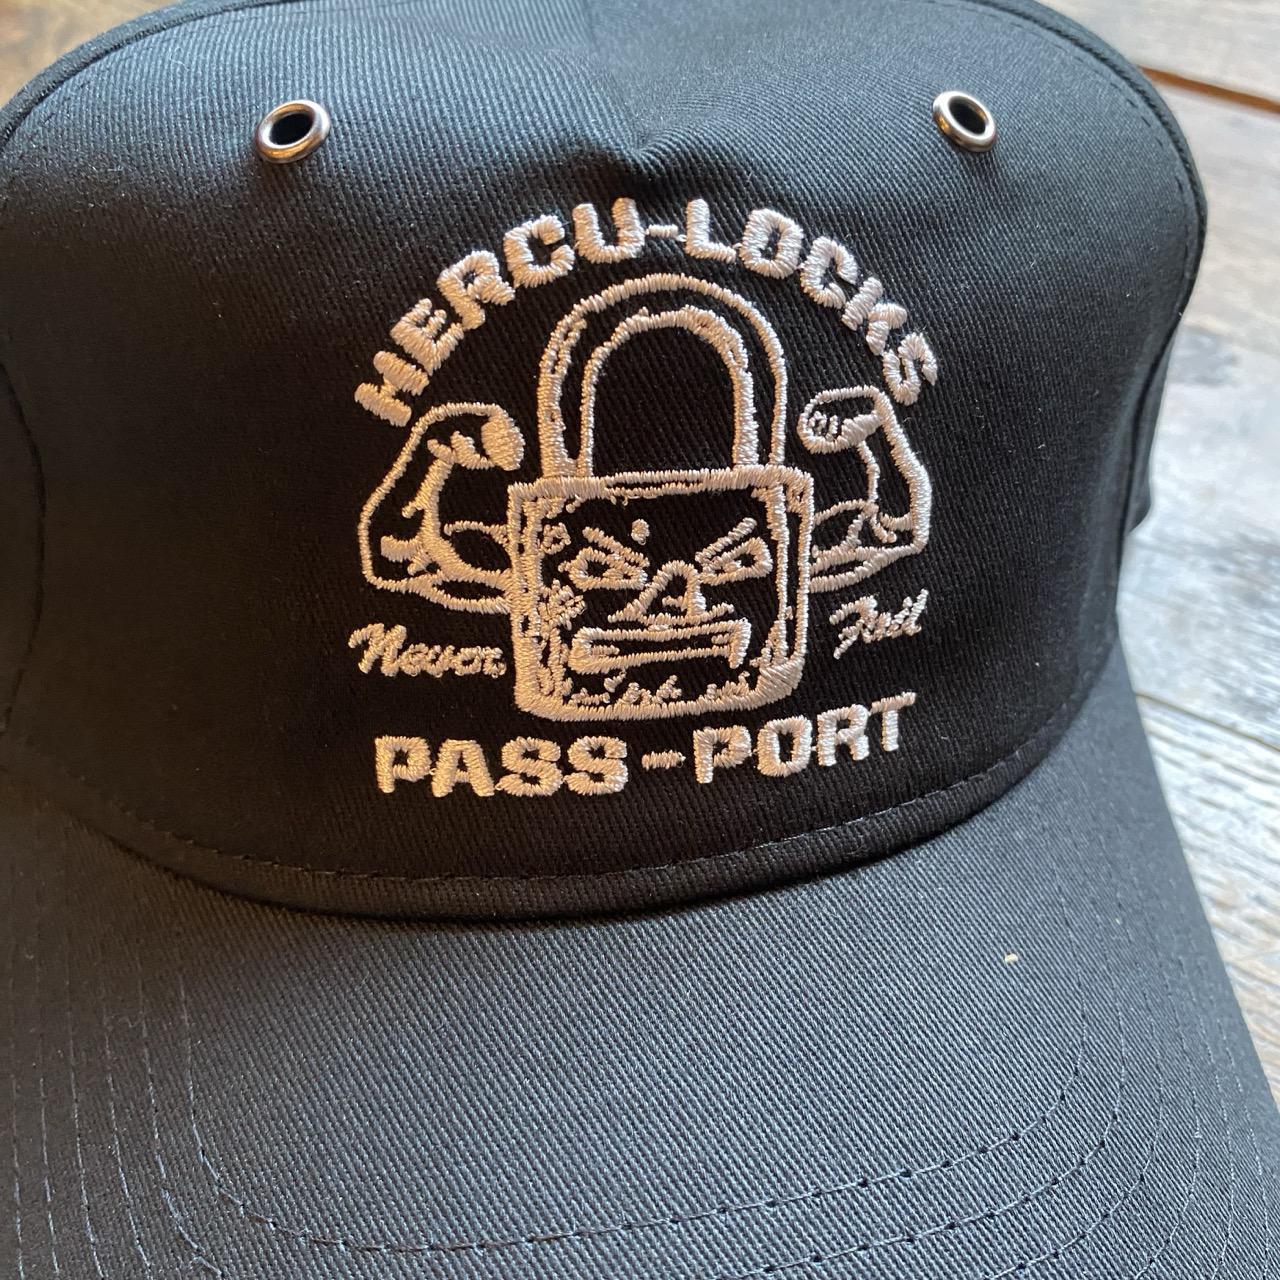 HERCU-LOCKS
Never Fail
PASS-PORT